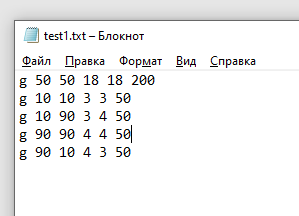 test1.txt – Блокнот
Файл Правка Формат Вид Справка
g 50 50 18 18 200
g 10 10 3 3 50
g 10 90 3 4 50
g 90 90 4 4 50
g 90 10 4 3 50